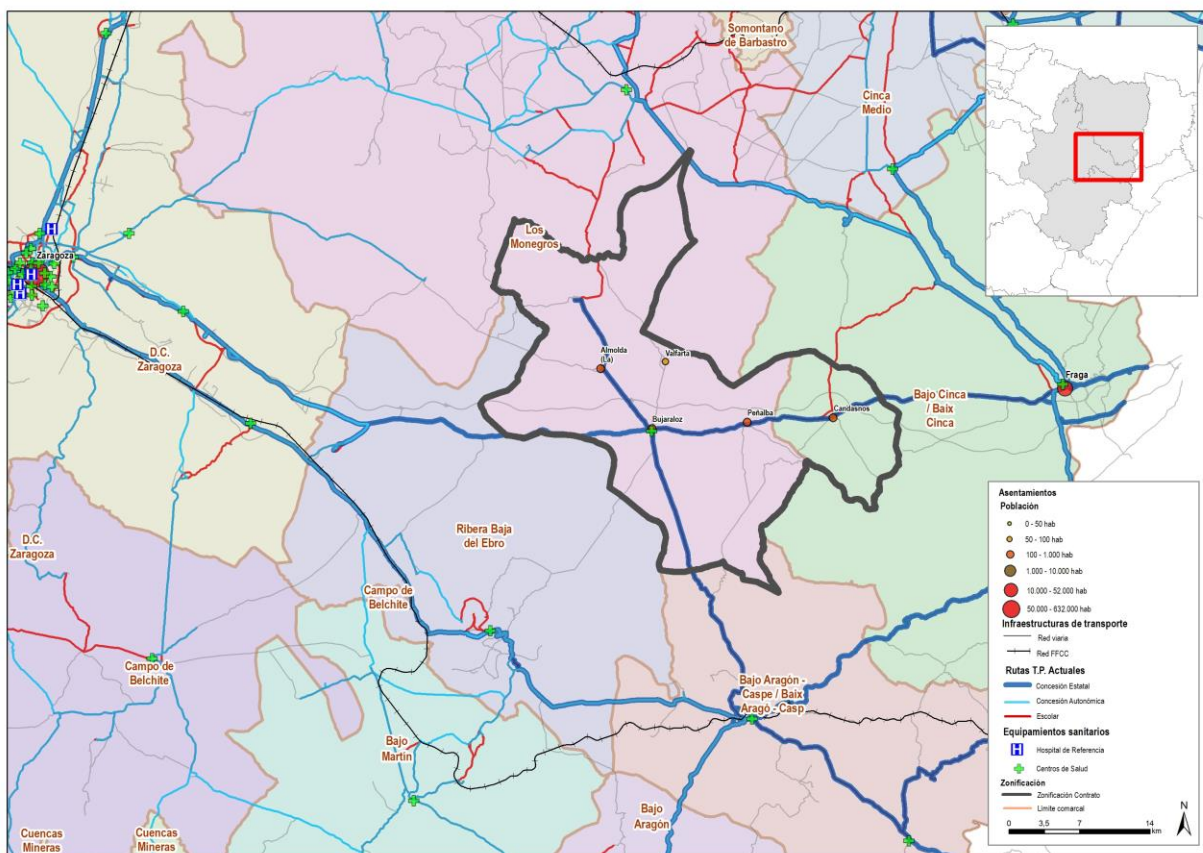 Somontano
de Barbastro
Cinca
Medio
Los
Monegros
Zaragoza
D.C.
Zaragoza
Almolda
(La)
Valfarta
Fraga
Bujaraloz
Peñalba
Candasnos
Bajo Cinca
/ Baix
Cinca
Ribera Baja
del Ebro
D.C.
Zaragoza
Campo de
Belchite
Campo de
Belchite
Bajo Aragón -
Caspe / Baix
Aragó - Casp
Bajo
Martín
Bajo
Aragón
Cuencas
Mineras
Cuencas
Mineras
Asentamientos
Población
0 - 50 hab
50 - 100 hab
100 - 1.000 hab
1.000 - 10.000 hab
10.000 - 52.000 hab
50.000 - 632.000 hab
Infraestructuras de transporte
Red viaria
Red FFCC
Rutas T.P. Actuales
Concesión Estatal
Concesión Autonómica
Escolar
Equipamientos sanitarios
H Hospital de Referencia
Centros de Salud
Zonificación
Zonificación Contrato
Límite comarcal
N
0 3,5 7 14
km
H
H
H
H